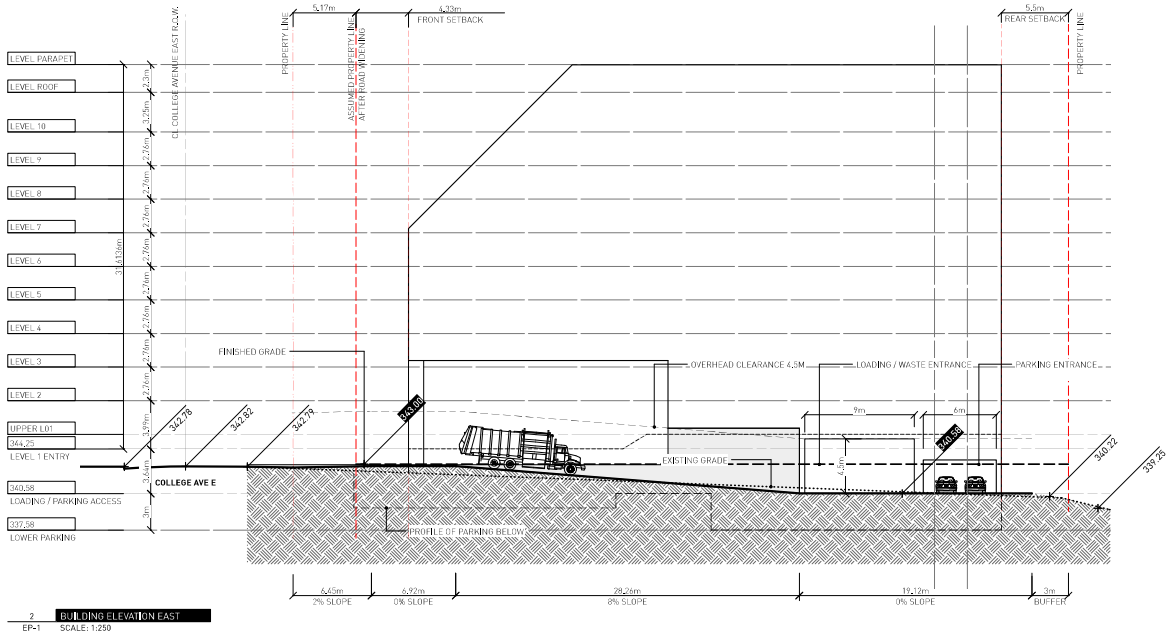 5.17m
4.33m
FRONT SETBACK
5.5m
REAR SETBACK
PROPERTY LINE
ASSUMED PROPERTY LINE
AFTER ROAD WIDENING
CL COLLEGE AVENUE EAST R.O.W.
PROPERTY LINE
LEVEL PARAPET
2.3m
LEVEL ROOF
3.25m
LEVEL 10
2.76m
LEVEL 9
2.76m
LEVEL 8
2.76m
LEVEL 7
2.76m
LEVEL 6
2.76m
LEVEL 5
2.76m
LEVEL 4
2.76m
LEVEL 3
2.76m
LEVEL 2
3.99m
UPPER L01
344.25
LEVEL 1 ENTRY
3.64m
340.58
LOADING / PARKING ACCESS
3m
337.58
LOWER PARKING
FINISHED GRADE
OVERHEAD CLEARANCE 4.5M
LOADING / WASTE ENTRANCE
PARKING ENTRANCE
342.78
342.82
342.79
343.00
9m
6m
340.58
340.22
339.25
EXISTING GRADE
COLLEGE AVE E
PROFILE OF PARKING BELOW
6.45m
2% SLOPE
6.92m
0% SLOPE
28.26m
8% SLOPE
19.12m
0% SLOPE
3m
BUFFER
2
BUILDING ELEVATION EAST
EP-1
SCALE: 1:250